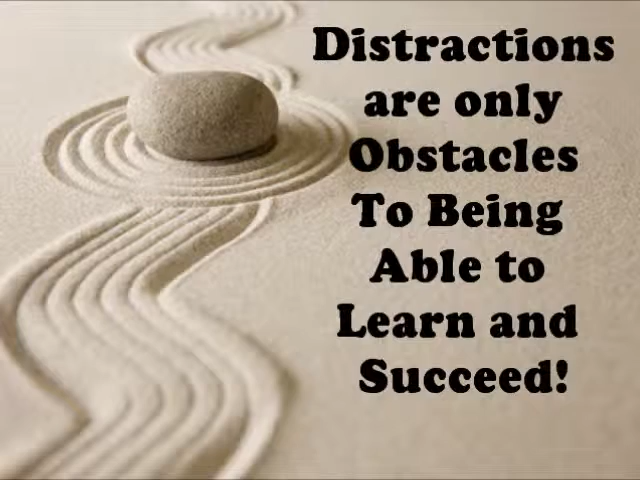 Distractions
are only
Obstacles
To Being
Able to
Learn and
Succeed!